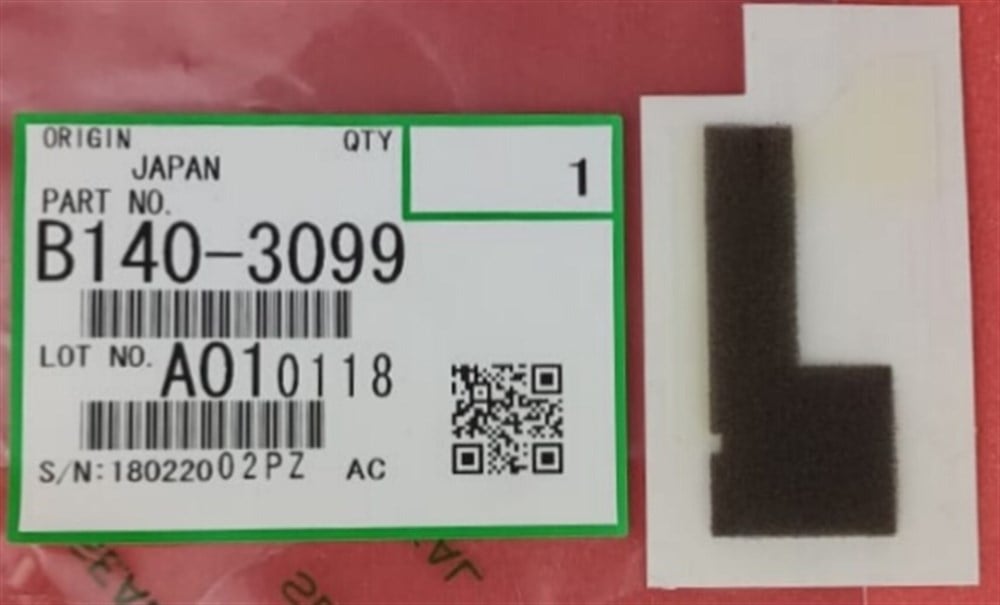 ORIGIN QTY
JAPAN 1
PART NO.
B140-3099
LOT NO. A010118
S/N:18022002PZ AC